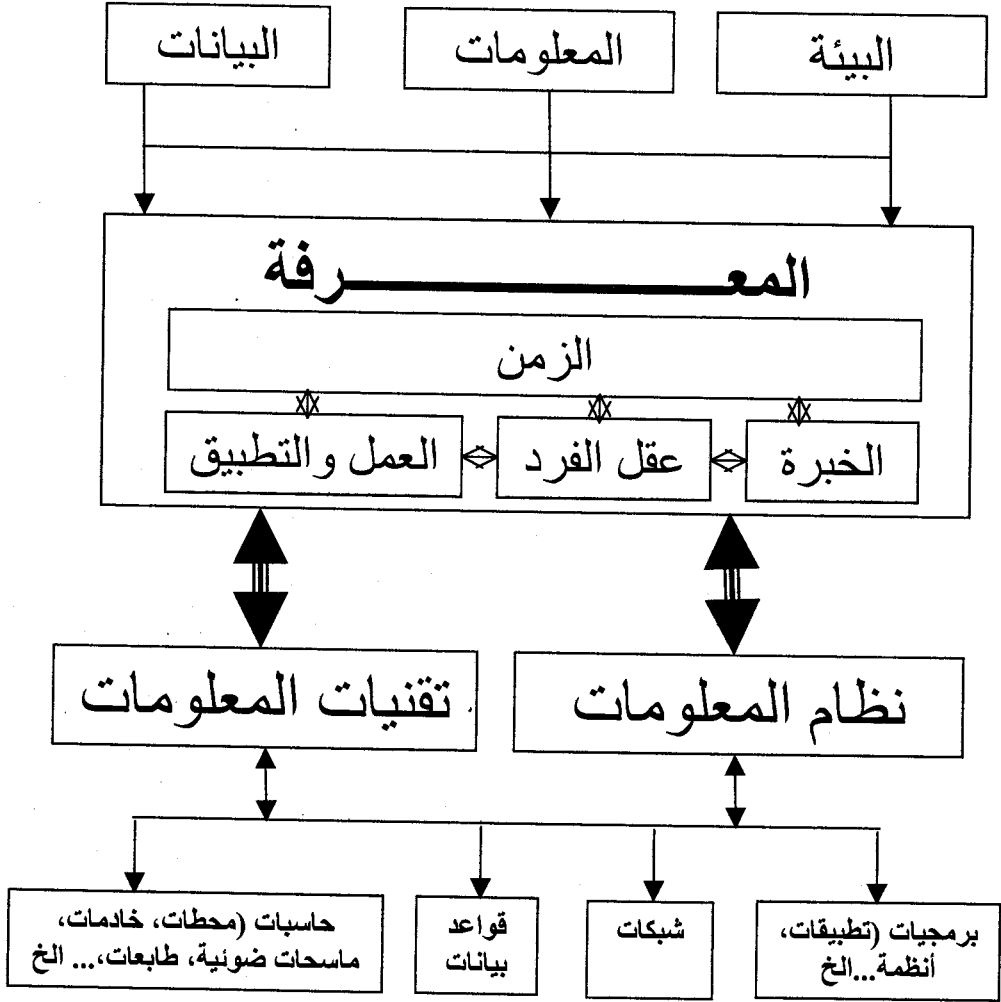 البيئة
المعلومات
البيانات
المعـــــــــرفة
الزمن
الخبرة
عقل الفرد
العمل والتطبيق
نظام المعلومات
تقنيات المعلومات
برمجيات (تطبيقات،
أنظمة...الخ
شبكات
قواعد
بيانات
حاسبات (محطات، خادمات،
ماسحات ضوئية، طابعات،... الخ